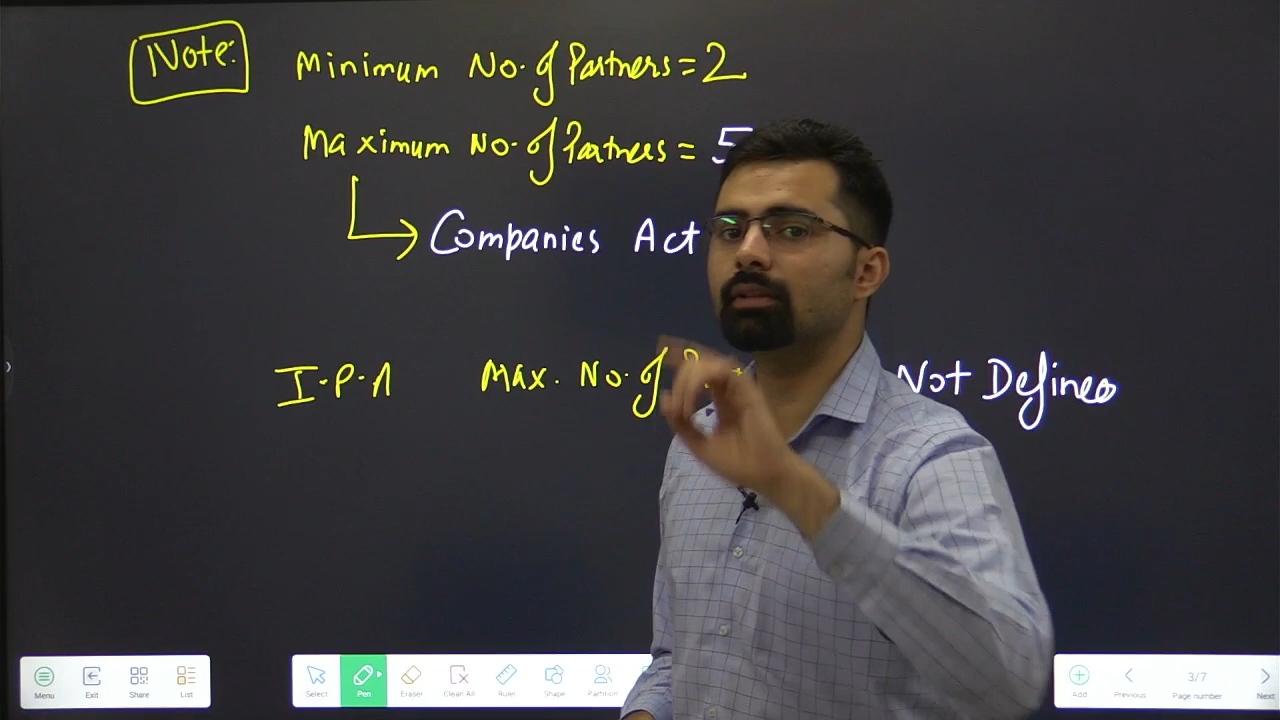 Note: Minimum No. of Partners = 2
Maximum No. of Partners = 5
Companies Act
I.P.A Max. No. of Not Defined
Menu Exit Share List Select Pen Eraser Clean All Ruler Shape Partition Add Previous 3/7 Page number Next